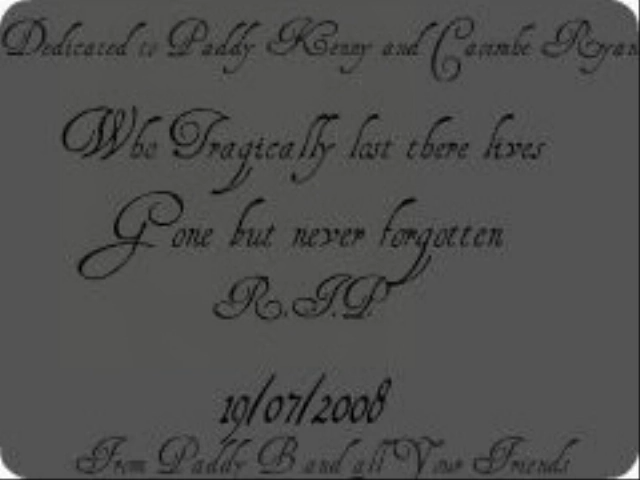 Dedicated to Paddy Kenny and Ryan
Who Tragically lost there lives
Gone but never forgotten
R.I.P
19/07/2008
From Paddy B and all Your Friends